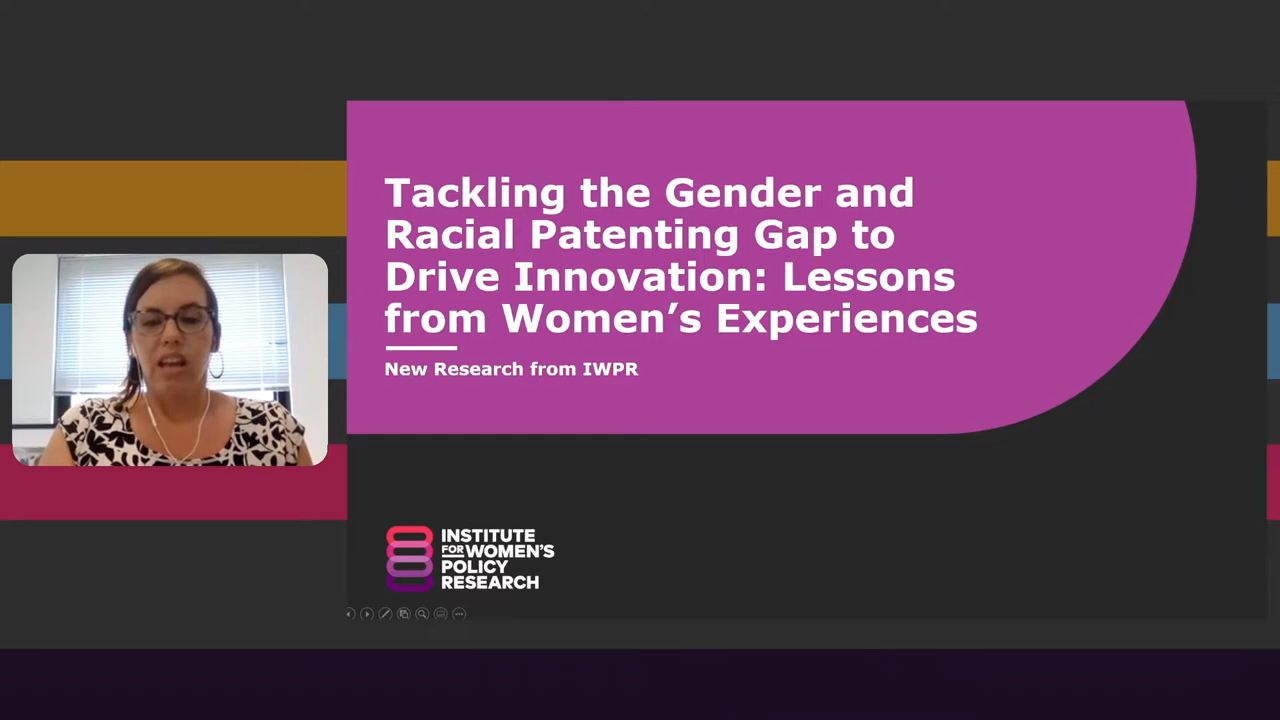 Tackling the Gender and
Racial Patenting Gap to
Drive Innovation: Lessons
from Women’s Experiences
New Research from IWPR
INSTITUTE
FOR WOMEN’S
POLICY
RESEARCH